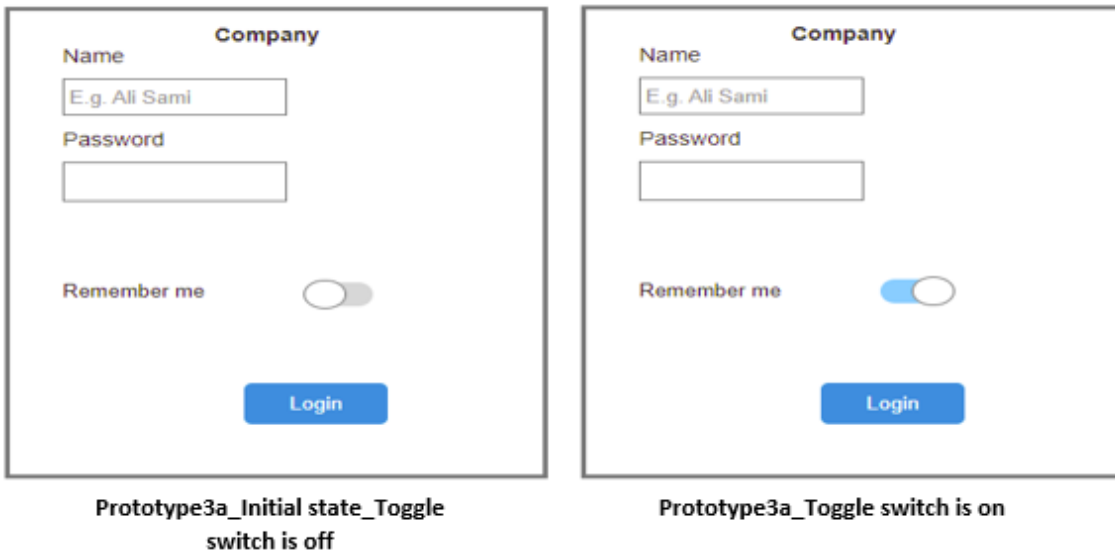 Company
Name
E.g. Ali Sami
Password
Remember me
Login
Prototype3a_Initial state_Toggle
switch is off
Company
Name
E.g. Ali Sami
Password
Remember me
Login
Prototype3a_Toggle switch is on